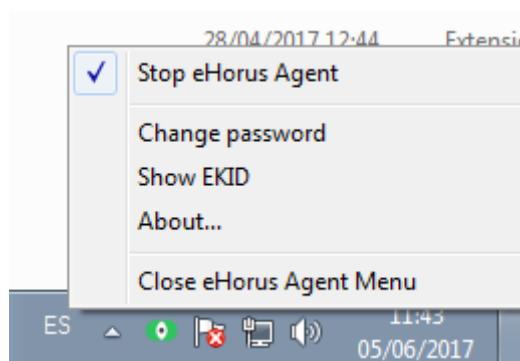 28/04/2017 12:44 Extensi
Stop eHorus Agent
Change password
Show EKID
About...
Close eHorus Agent Menu
ES 11:43
05/06/2017